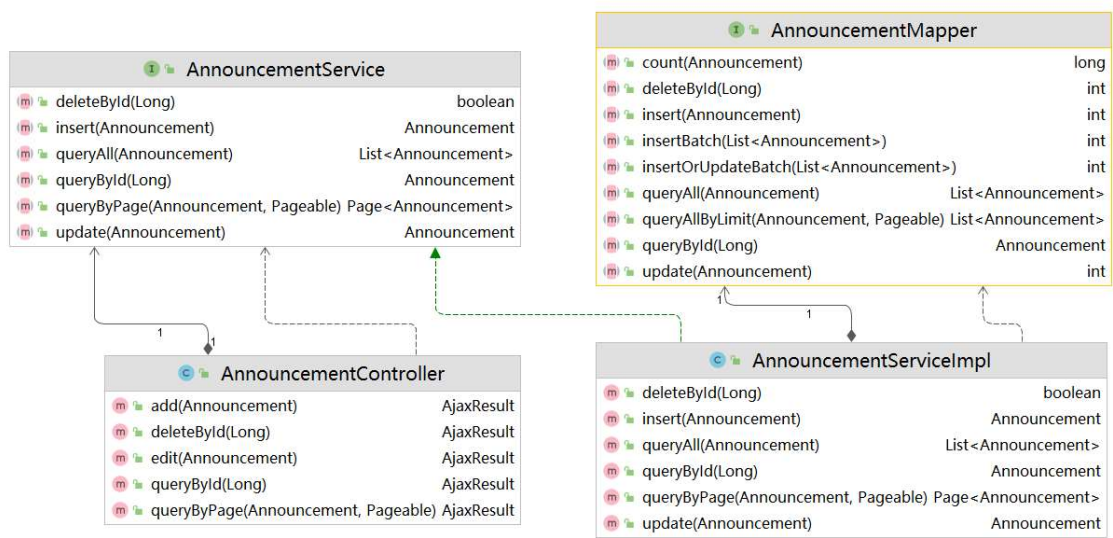 AnnouncementService
deleteById(Long) boolean
insert(Announcement) Announcement
queryAll(Announcement) List<Announcement>
queryById(Long) Announcement
queryByPage(Announcement, Pageable) Page<Announcement>
update(Announcement) Announcement
AnnouncementMapper
count(Announcement) long
deleteById(Long) int
insert(Announcement) int
insertBatch(List<Announcement>) int
insertOrUpdateBatch(List<Announcement>) int
queryAll(Announcement) List<Announcement>
queryAllByLimit(Announcement, Pageable) List<Announcement>
queryById(Long) Announcement
update(Announcement) int
1
1
1
1
AnnouncementController
add(Announcement) AjaxResult
deleteById(Long) AjaxResult
edit(Announcement) AjaxResult
queryById(Long) AjaxResult
queryByPage(Announcement, Pageable) AjaxResult
AnnouncementServiceImpl
deleteById(Long) boolean
insert(Announcement) Announcement
queryAll(Announcement) List<Announcement>
queryById(Long) Announcement
queryByPage(Announcement, Pageable) Page<Announcement>
update(Announcement) Announcement